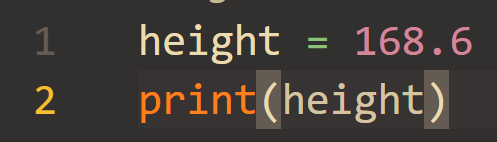 1 height = 168.6
2 print(height)